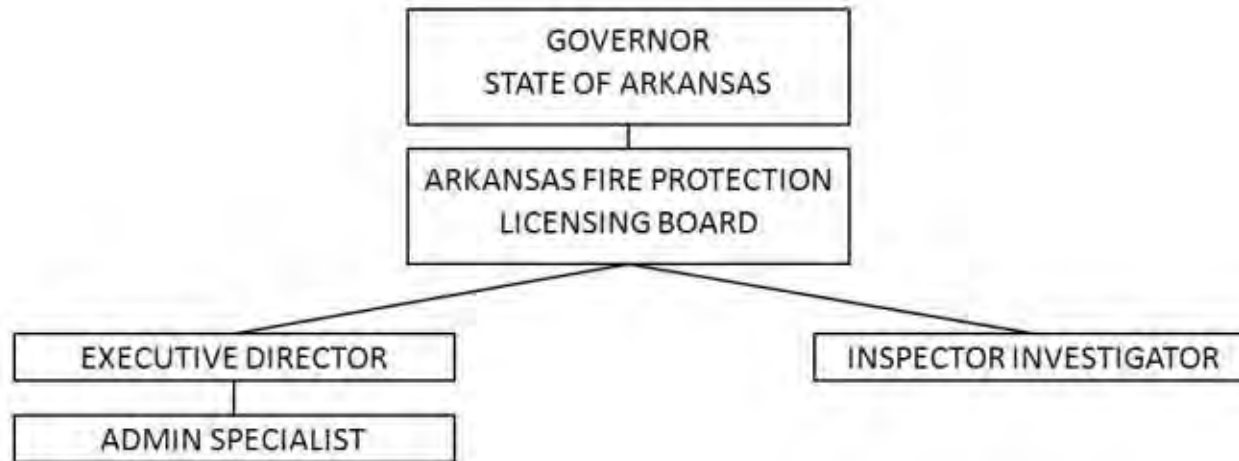 GOVERNOR
STATE OF ARKANSAS
ARKANSAS FIRE PROTECTION
LICENSING BOARD
EXECUTIVE DIRECTOR
INSPECTOR INVESTIGATOR
ADMIN SPECIALIST